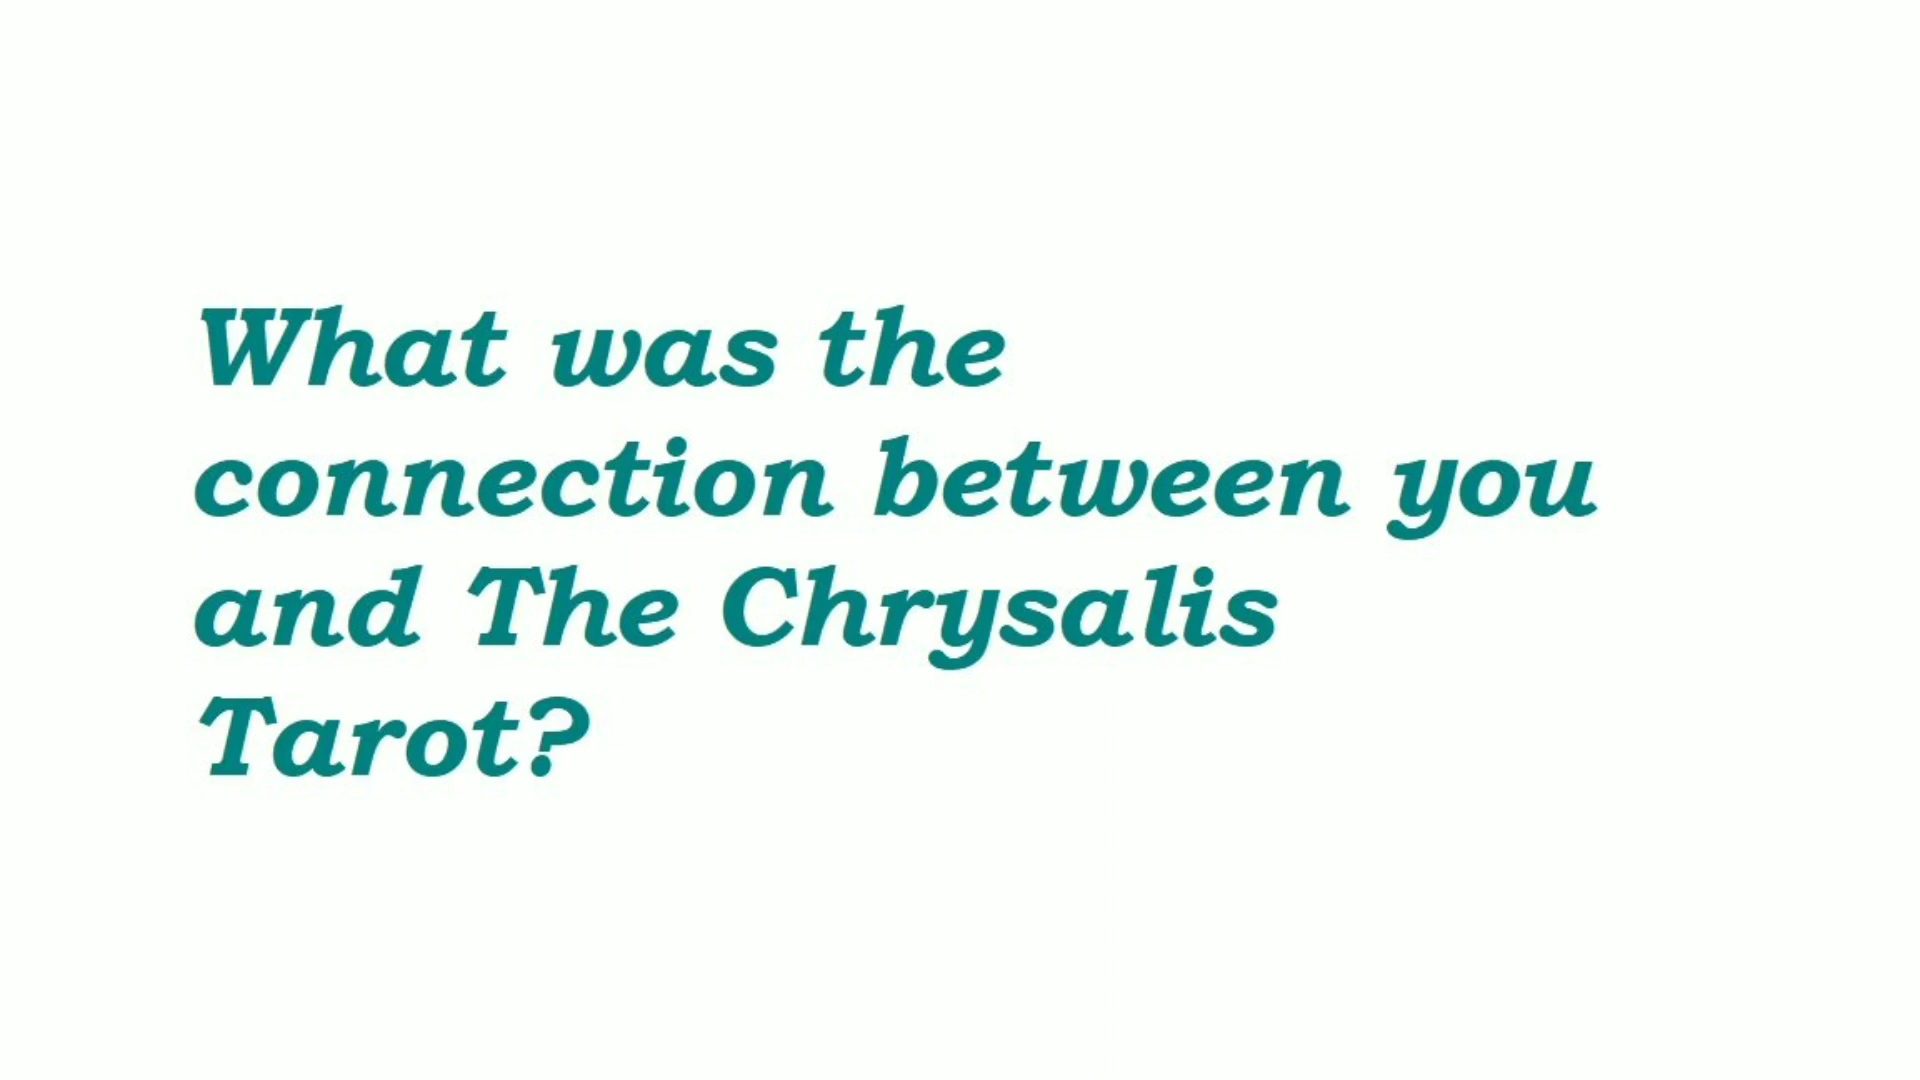 What was the
connection between you
and The Chrysalis
Tarot?